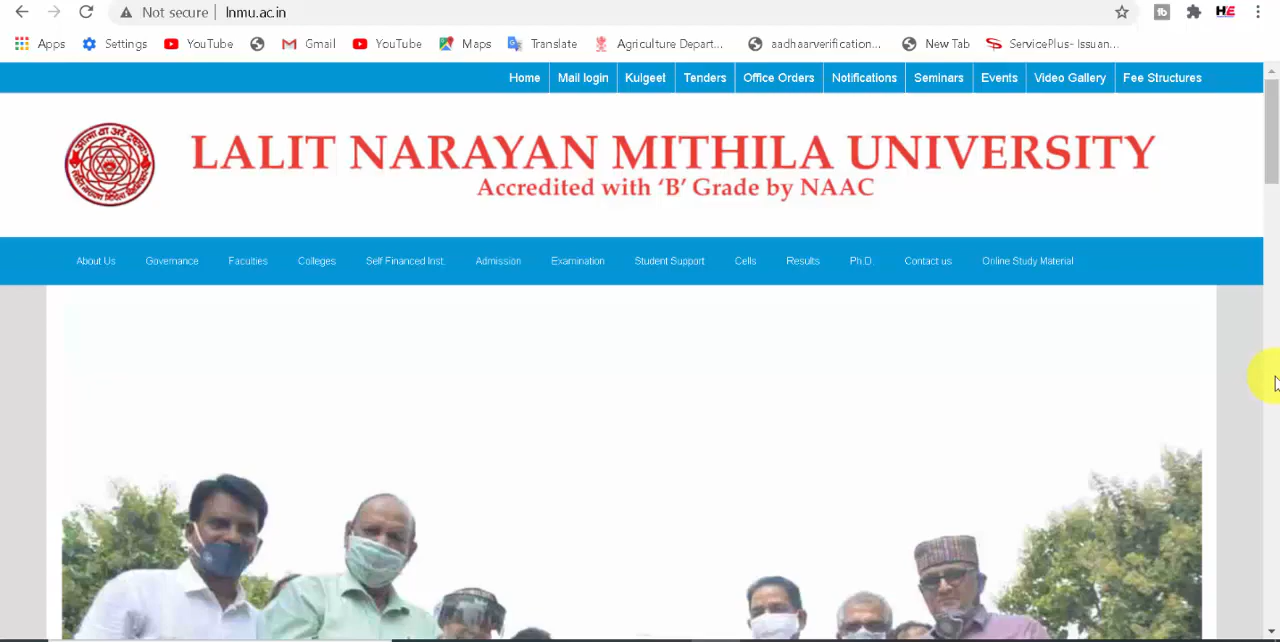 Not secure | lnmu.ac.in
Apps Settings YouTube Gmail YouTube Maps Translate Agriculture Depart... aadhaarverification... New Tab ServicePlus- Issuan...
Home Mail login Kulgeet Tenders Office Orders Notifications Seminars Events Video Gallery Fee Structures
LALIT NARAYAN MITHILA UNIVERSITY
Accredited with ‘B’ Grade by NAAC
About Us Governance Faculties Colleges Self Financed Inst. Admission Examination Student Support Cells Results Ph.D. Contact us Online Study Material